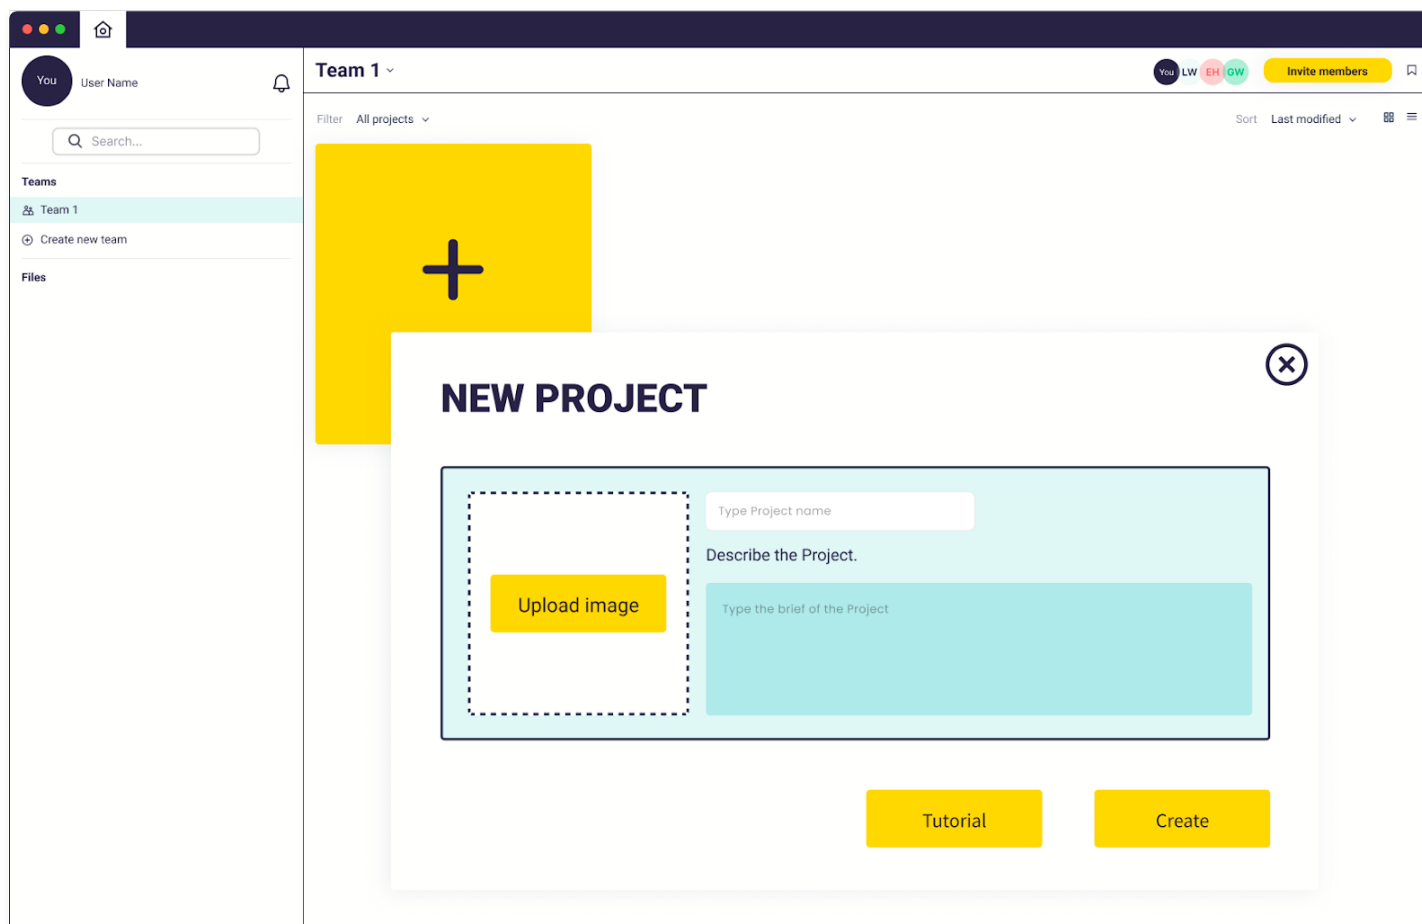 You
User Name
Search...
Teams
Team 1
Create new team
Files
Team 1
You LW EH GW
Invite members
Filter All projects
Sort Last modified
NEW PROJECT
Upload image
Type Project name
Describe the Project.
Type the brief of the Project
Tutorial
Create